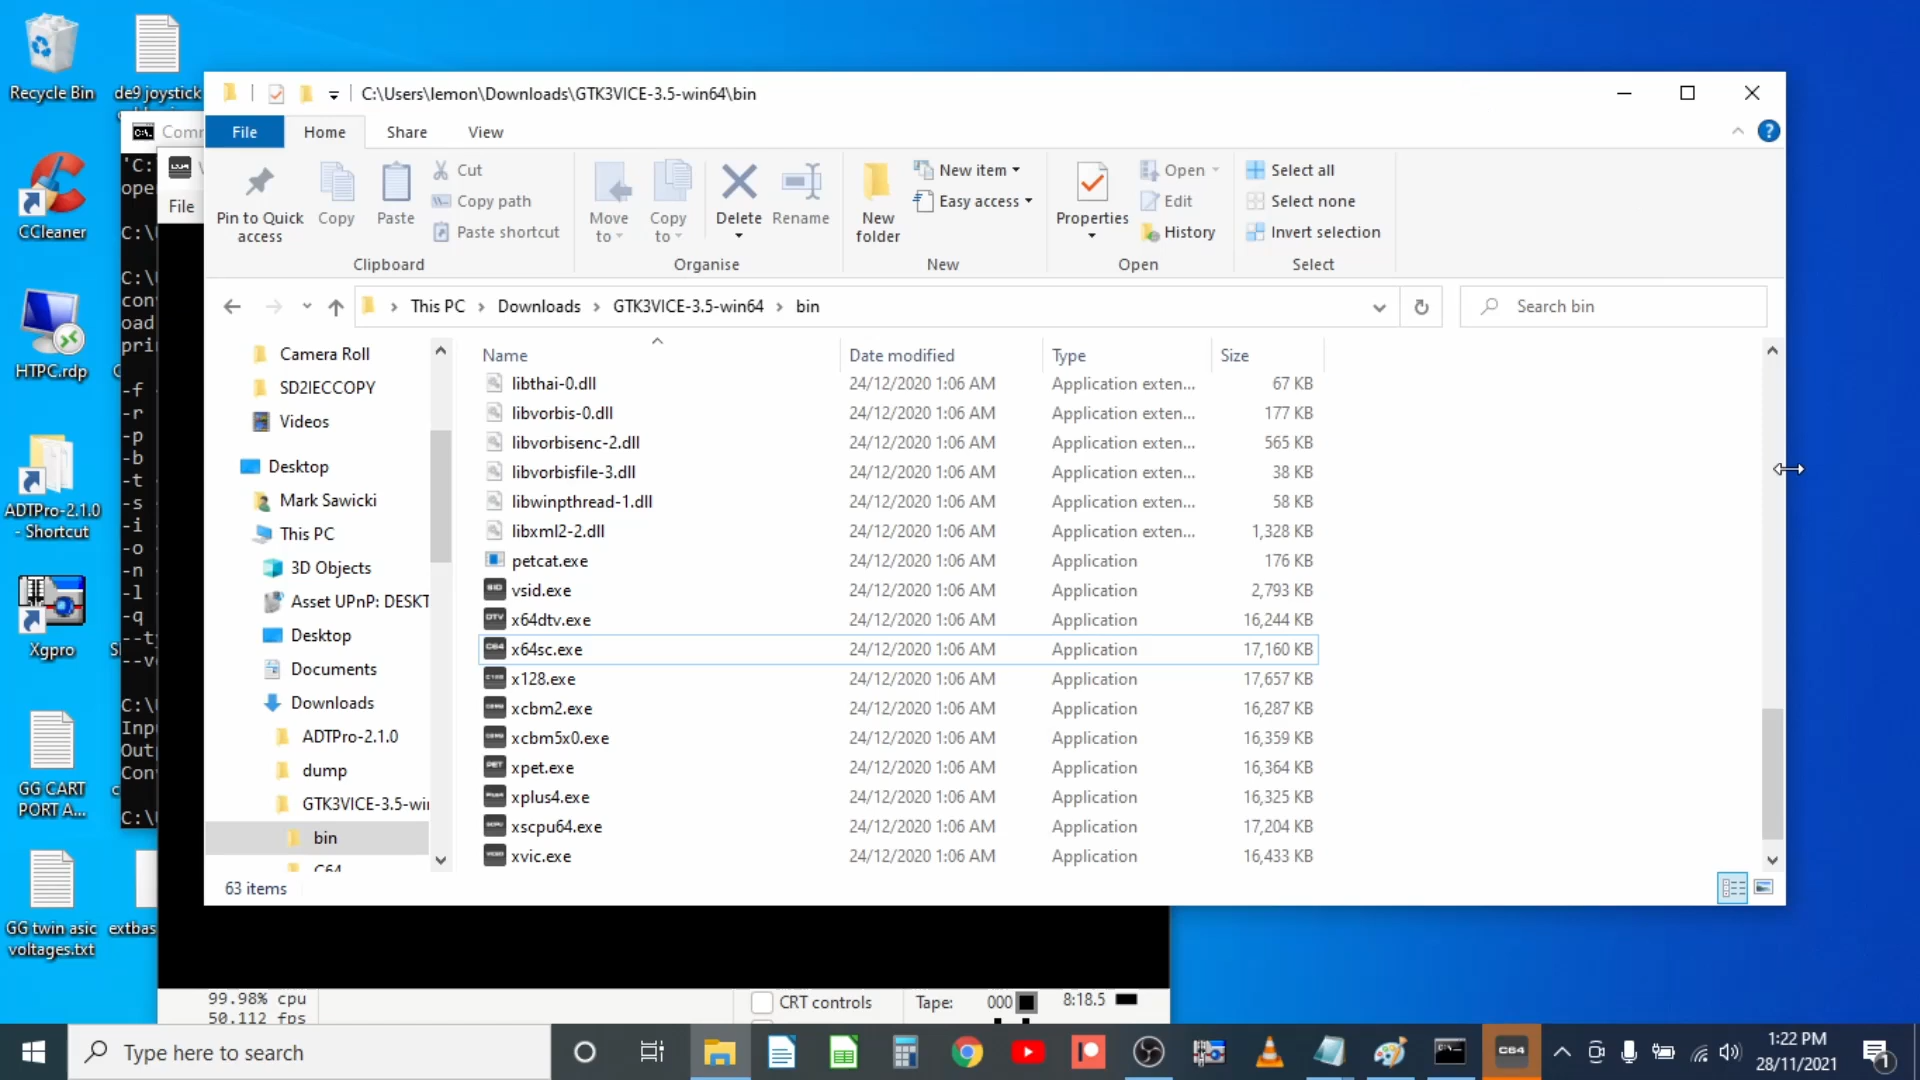 Recycle Bin
de9 joystick
CCleaner
HTPC.rdp
ADTPro-2.1.0
- Shortcut
Xgpro
GG CART
PORT A...
GG twin asic
voltages.txt
extbas
Comm
'C:
ope
File
C:\U
C:\U
con
oad
pri
-f
-r
-p
-b
-t
-s
-i
-o
-n
-l
-q
--t
--v
C:\U
Inpu
Outp
Conv
C:\U
C:\Users\lemon\Downloads\GTK3VICE-3.5-win64\bin
File Home Share View
Pin to Quick
access
Copy
Paste
Cut
Copy path
Paste shortcut
Clipboard
Move
to
Copy
to
Delete
Rename
Organise
New
folder
New item
Easy access
New
Properties
Open
Edit
History
Open
Select all
Select none
Invert selection
Select
This PC > Downloads > GTK3VICE-3.5-win64 > bin
Search bin
Camera Roll
SD2IECCOPY
Videos
Desktop
Mark Sawicki
This PC
3D Objects
Asset UPnP: DESKT
Desktop
Documents
Downloads
ADTPro-2.1.0
dump
GTK3VICE-3.5-wi
bin
C64
Name Date modified Type Size
libthai-0.dll 24/12/2020 1:06 AM Application exten... 67 KB
libvorbis-0.dll 24/12/2020 1:06 AM Application exten... 177 KB
libvorbisenc-2.dll 24/12/2020 1:06 AM Application exten... 565 KB
libvorbisfile-3.dll 24/12/2020 1:06 AM Application exten... 38 KB
libwinpthread-1.dll 24/12/2020 1:06 AM Application exten... 58 KB
libxml2-2.dll 24/12/2020 1:06 AM Application exten... 1,328 KB
petcat.exe 24/12/2020 1:06 AM Application 176 KB
vsid.exe 24/12/2020 1:06 AM Application 2,793 KB
x64dtv.exe 24/12/2020 1:06 AM Application 16,244 KB
x64sc.exe 24/12/2020 1:06 AM Application 17,160 KB
x128.exe 24/12/2020 1:06 AM Application 17,657 KB
xcbm2.exe 24/12/2020 1:06 AM Application 16,287 KB
xcbm5x0.exe 24/12/2020 1:06 AM Application 16,359 KB
xpet.exe 24/12/2020 1:06 AM Application 16,364 KB
xplus4.exe 24/12/2020 1:06 AM Application 16,325 KB
xscpu64.exe 24/12/2020 1:06 AM Application 17,204 KB
xvic.exe 24/12/2020 1:06 AM Application 16,433 KB
63 items
99.98% cpu
50.112 fps
CRT controls
Tape: 000
8:18.5
Type here to search
C64
1:22 PM
28/11/2021
1